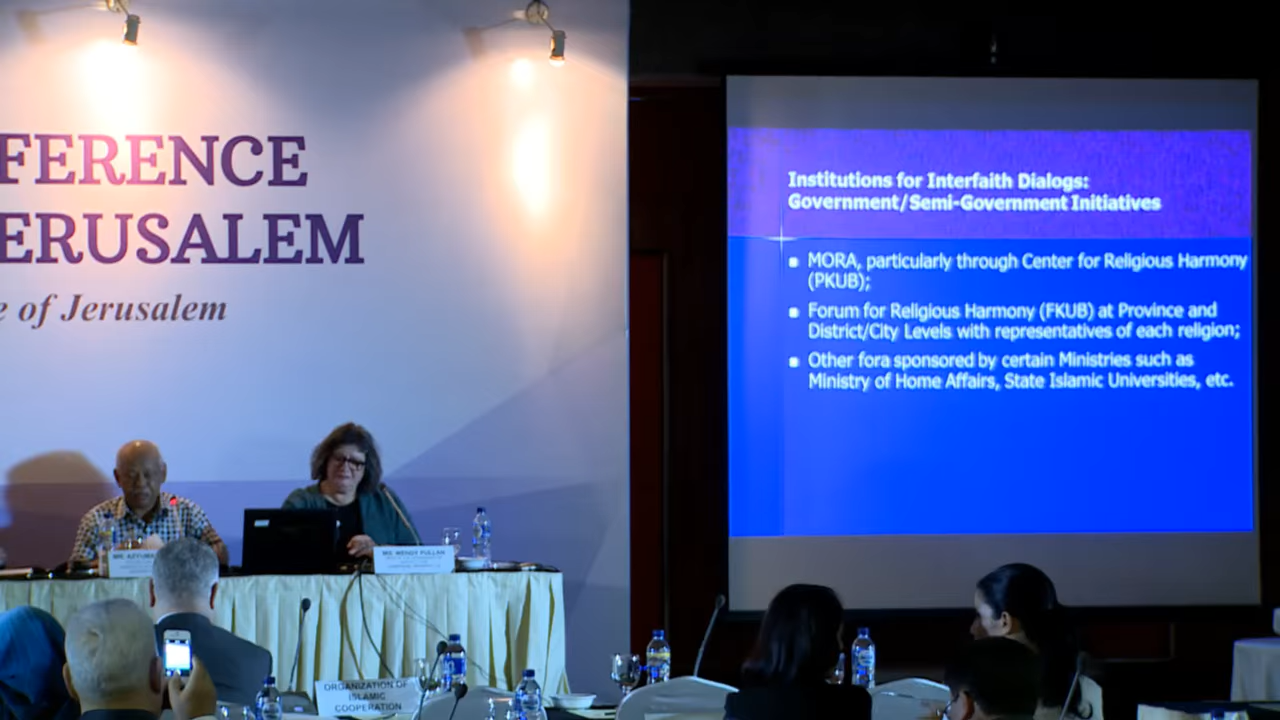 FERENCE
ERUSALEM
e of Jerusalem
Institutions for Interfaith Dialogs:
Government/Semi-Government Initiatives
MORA, particularly through Center for Religious Harmony
(PKUB);
Forum for Religious Harmony (FKUB) at Province and
District/City Levels with representatives of each religion;
Other fora sponsored by certain Ministries such as
Ministry of Home Affairs, State Islamic Universities, etc.
MR. AZYUMA
MS. WENDY PULLAN
ORGANIZATION OF
ISLAMIC
COOPERATION